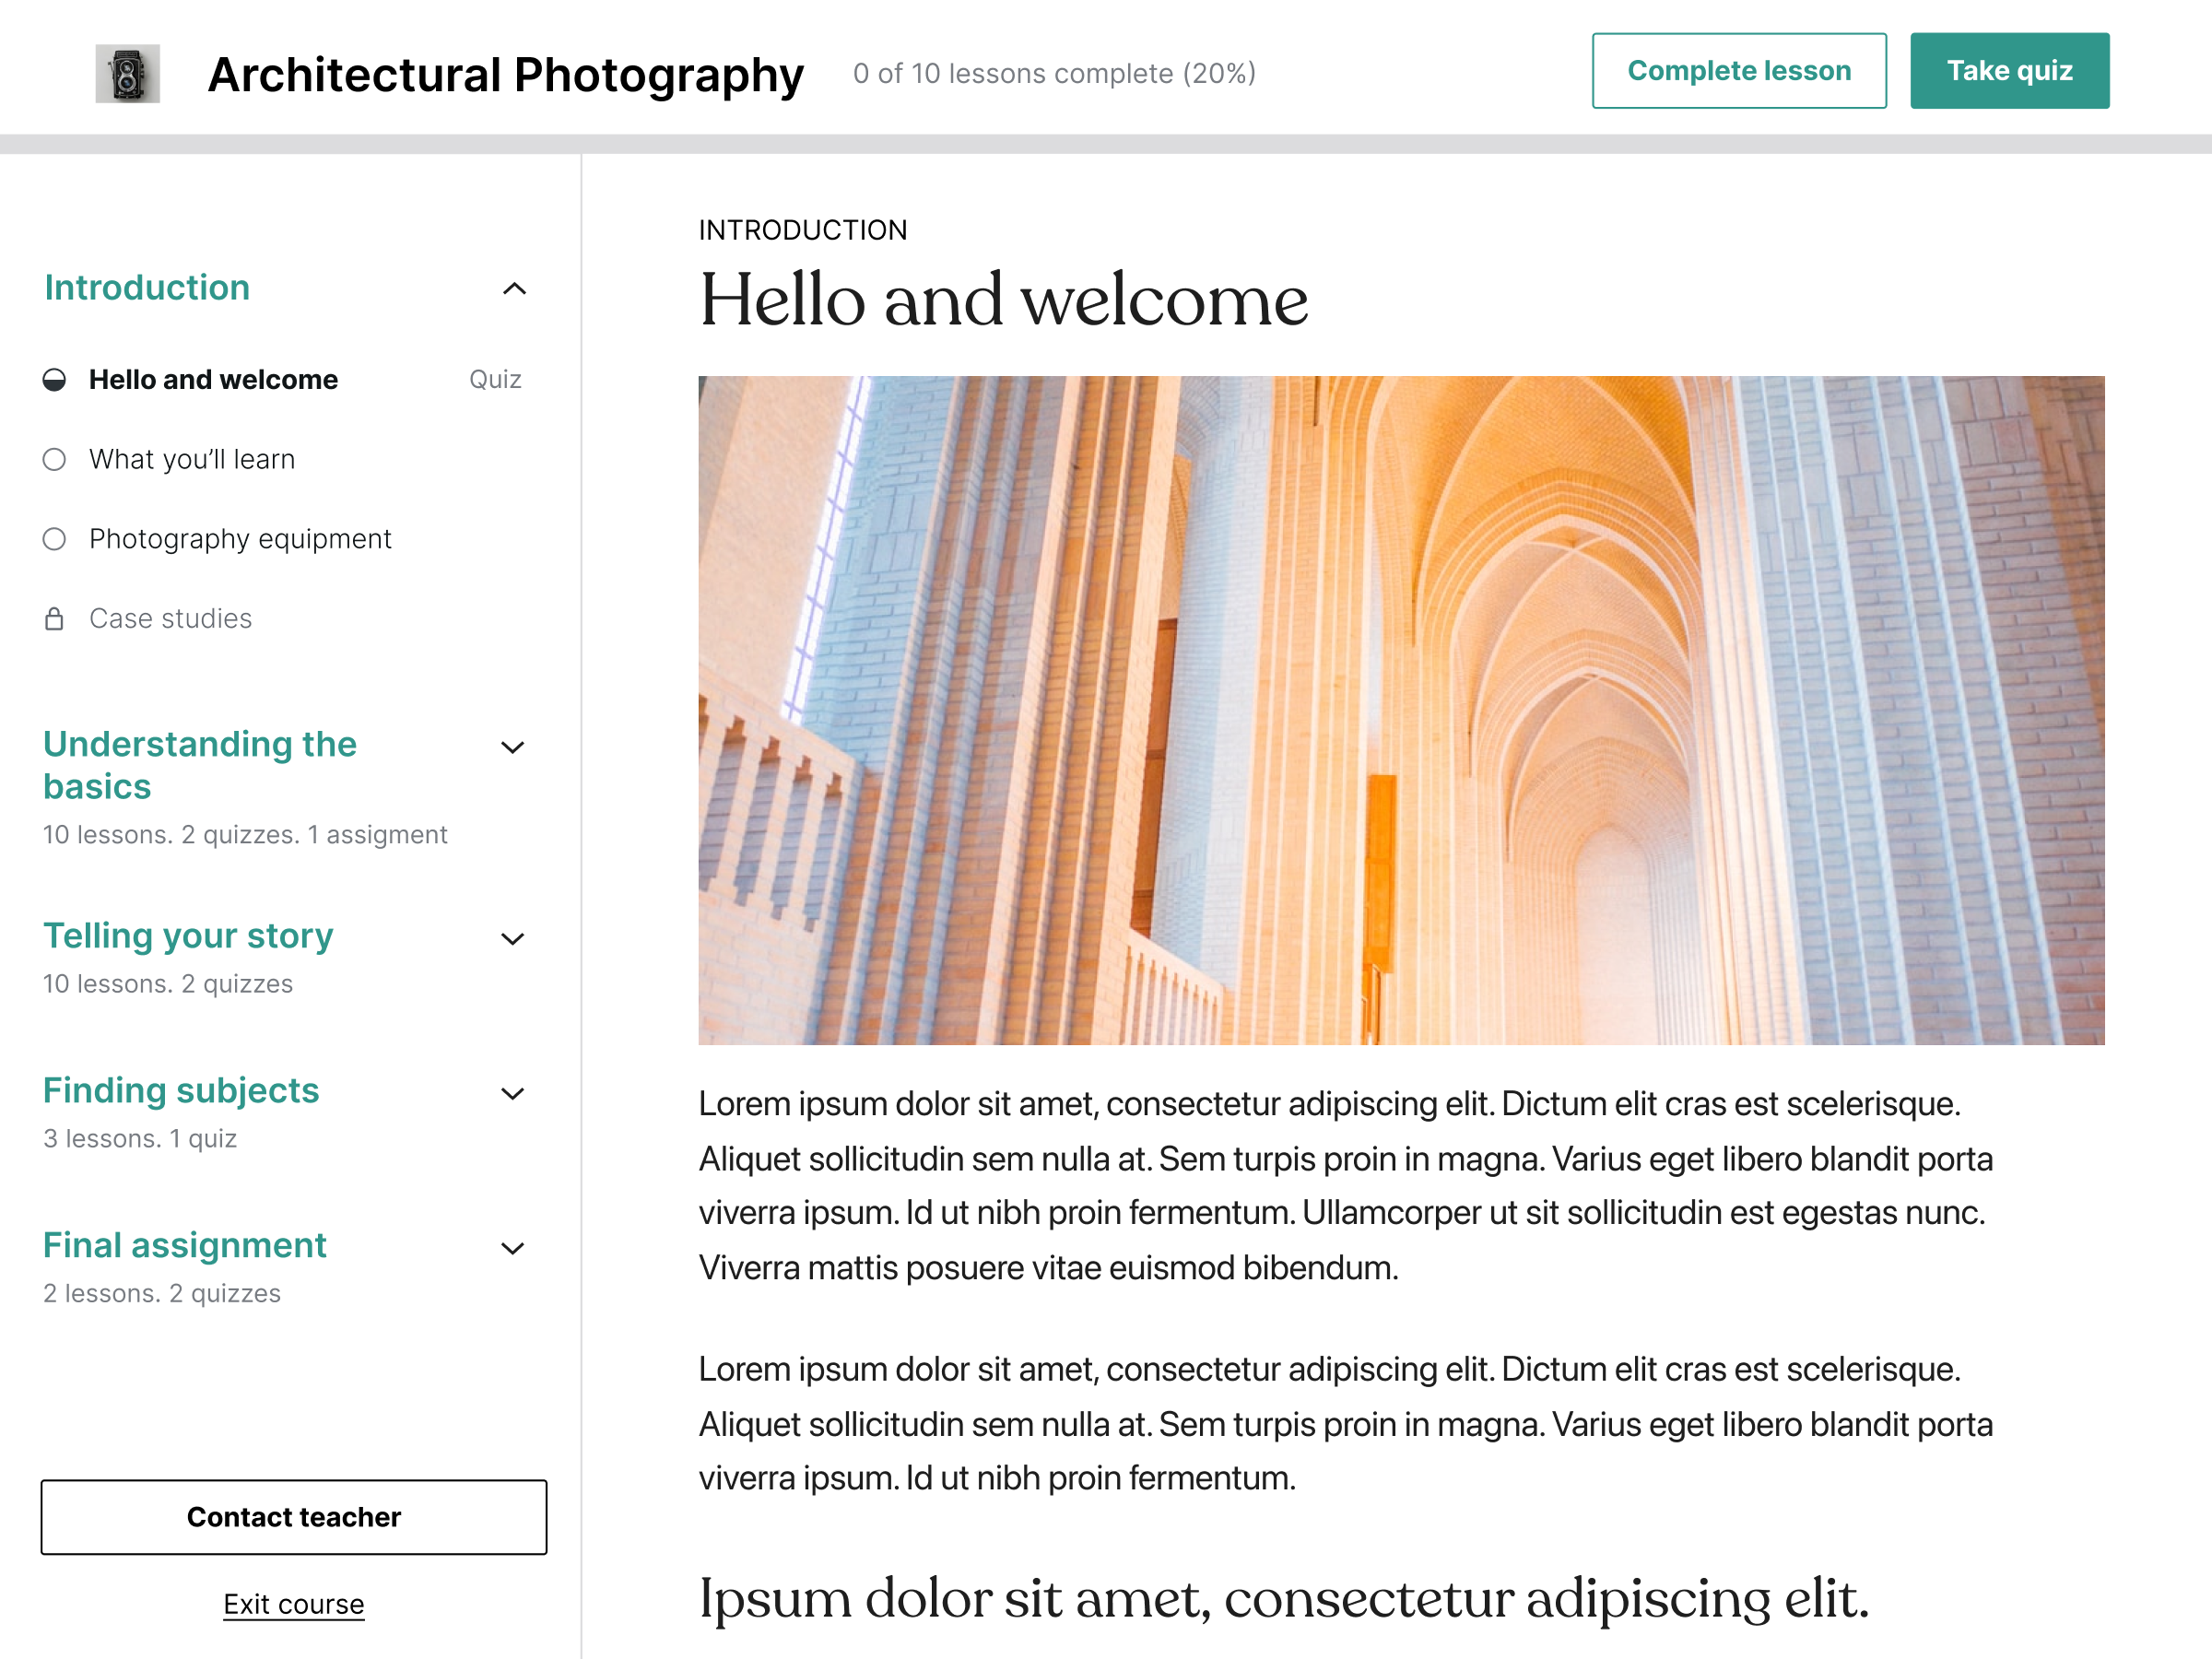 Architectural Photography
0 of 10 lessons complete (20%)
Complete lesson
Take quiz
Introduction
Hello and welcome
Quiz
What you’ll learn
Photography equipment
Case studies
Understanding the
basics
10 lessons. 2 quizzes. 1 assigment
Telling your story
10 lessons. 2 quizzes
Finding subjects
3 lessons. 1 quiz
Final assignment
2 lessons. 2 quizzes
Contact teacher
Exit course
INTRODUCTION
Hello and welcome
Lorem ipsum dolor sit amet, consectetur adipiscing elit. Dictum elit cras est scelerisque.
Aliquet sollicitudin sem nulla at. Sem turpis proin in magna. Varius eget libero blandit porta
viverra ipsum. Id ut nibh proin fermentum. Ullamcorper ut sit sollicitudin est egestas nunc.
Viverra mattis posuere vitae euismod bibendum.
Lorem ipsum dolor sit amet, consectetur adipiscing elit. Dictum elit cras est scelerisque.
Aliquet sollicitudin sem nulla at. Sem turpis proin in magna. Varius eget libero blandit porta
viverra ipsum. Id ut nibh proin fermentum.
Ipsum dolor sit amet, consectetur adipiscing elit.